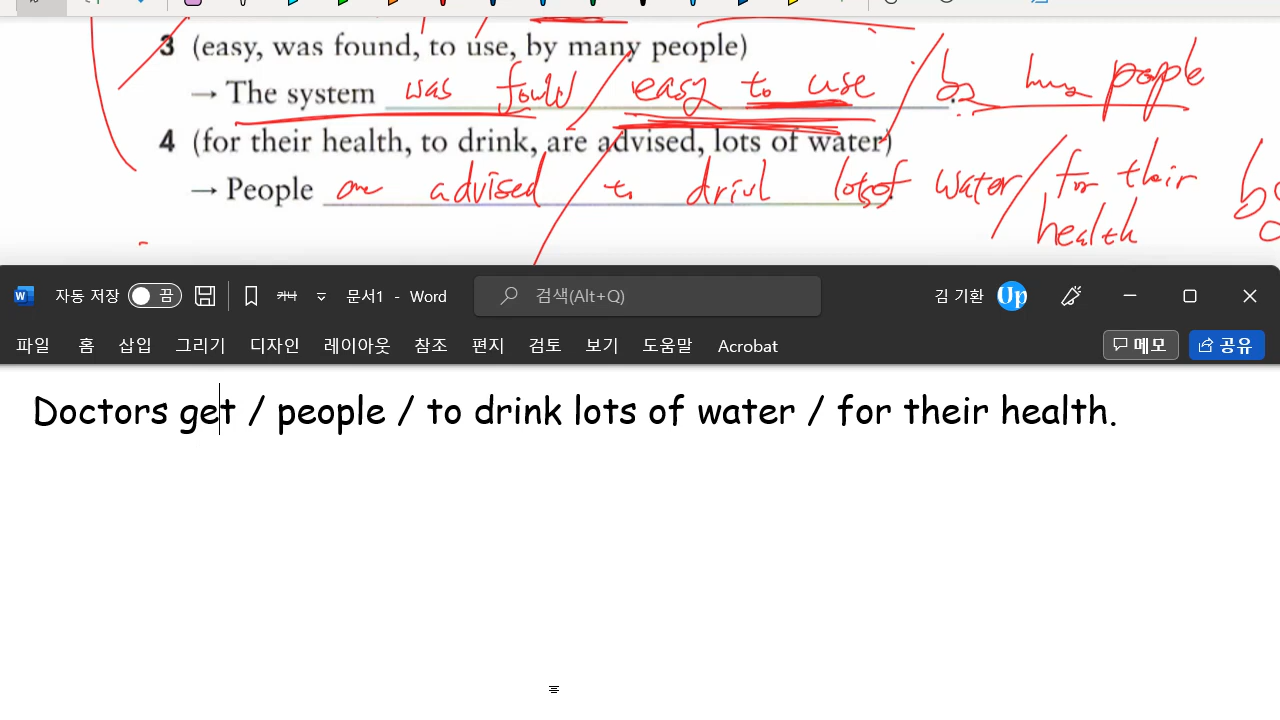 3 (easy, was found, to use, by many people)
→ The system was found / easy to use / by many people
4 (for their health, to drink, are advised, lots of water)
→ People are advised / to drink lots of water / for their
health
자동 저장 끔 가나 문서1 - Word 검색(Alt+Q) 김 기환 Up
파일 홈 삽입 그리기 디자인 레이아웃 참조 편지 검토 보기 도움말 Acrobat 메모 공유
Doctors get / people / to drink lots of water / for their health.